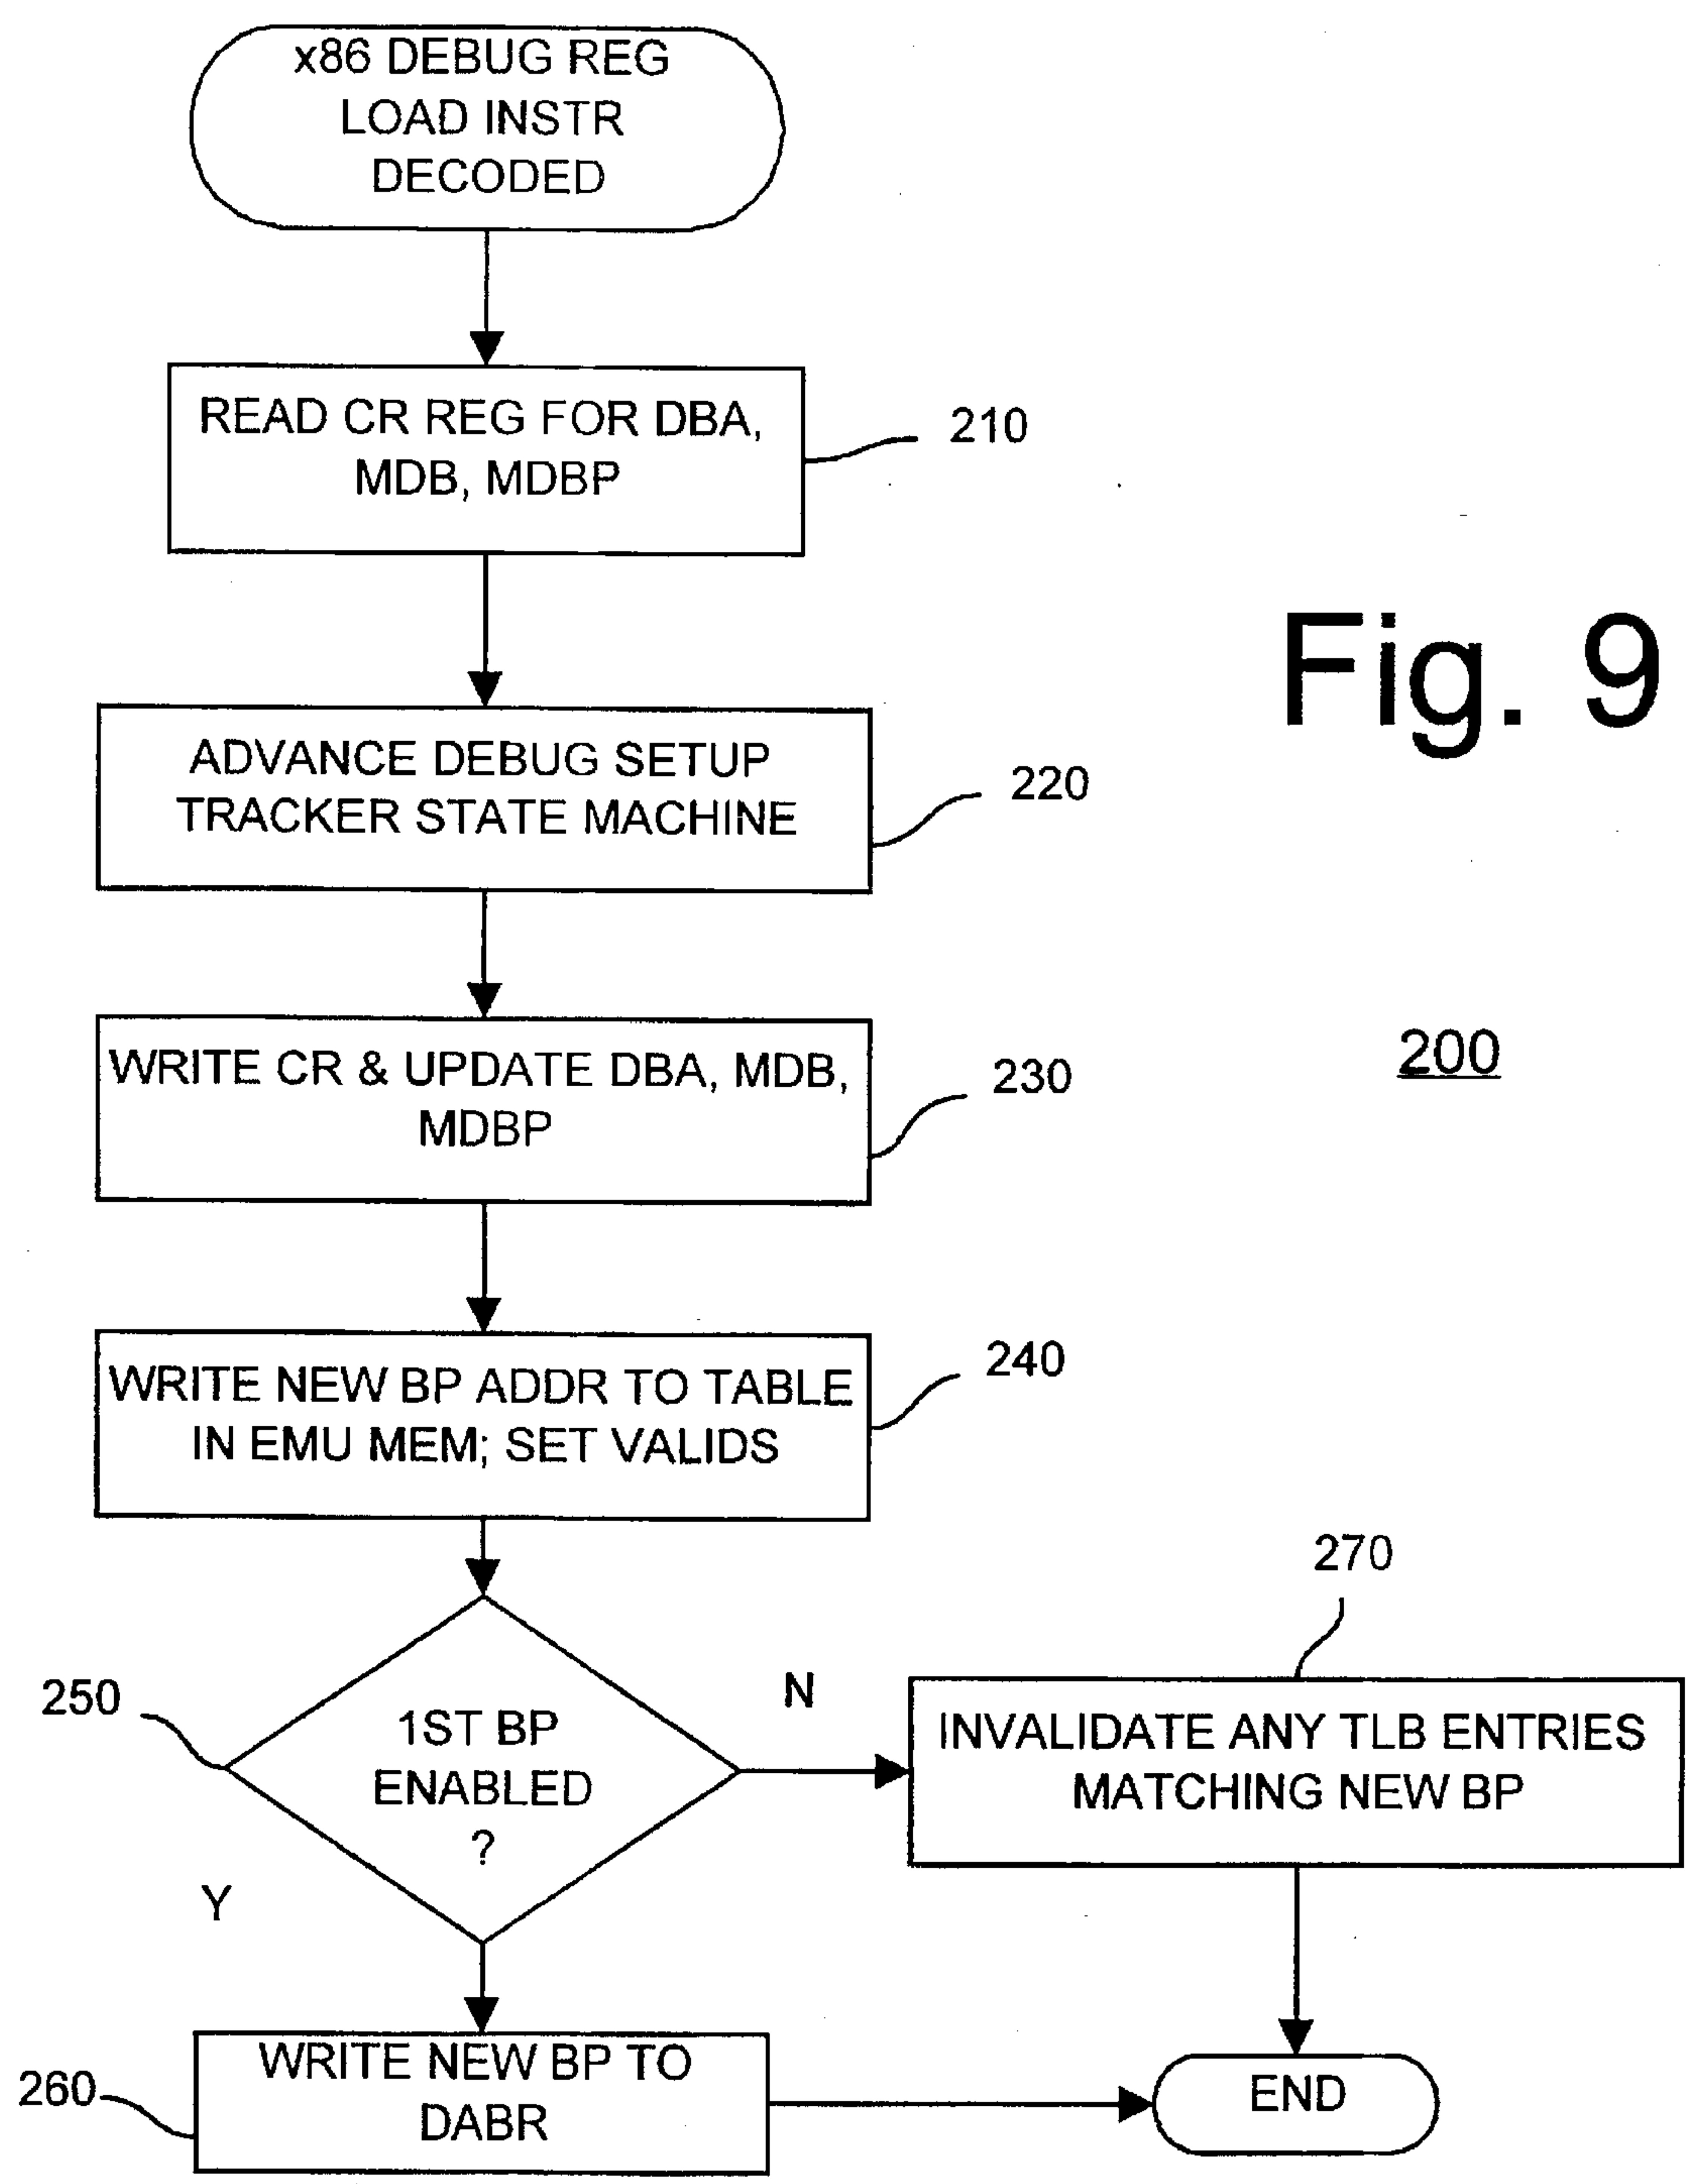 x86 DEBUG REG
LOAD INSTR
DECODED
READ CR REG FOR DBA,
MDB, MDBP
210
Fig. 9
ADVANCE DEBUG SETUP
TRACKER STATE MACHINE
220
200
WRITE CR & UPDATE DBA, MDB,
MDBP
230
WRITE NEW BP ADDR TO TABLE
IN EMU MEM; SET VALIDS
240
250
1ST BP
ENABLED
?
N
Y
270
INVALIDATE ANY TLB ENTRIES
MATCHING NEW BP
260
WRITE NEW BP TO
DABR
END